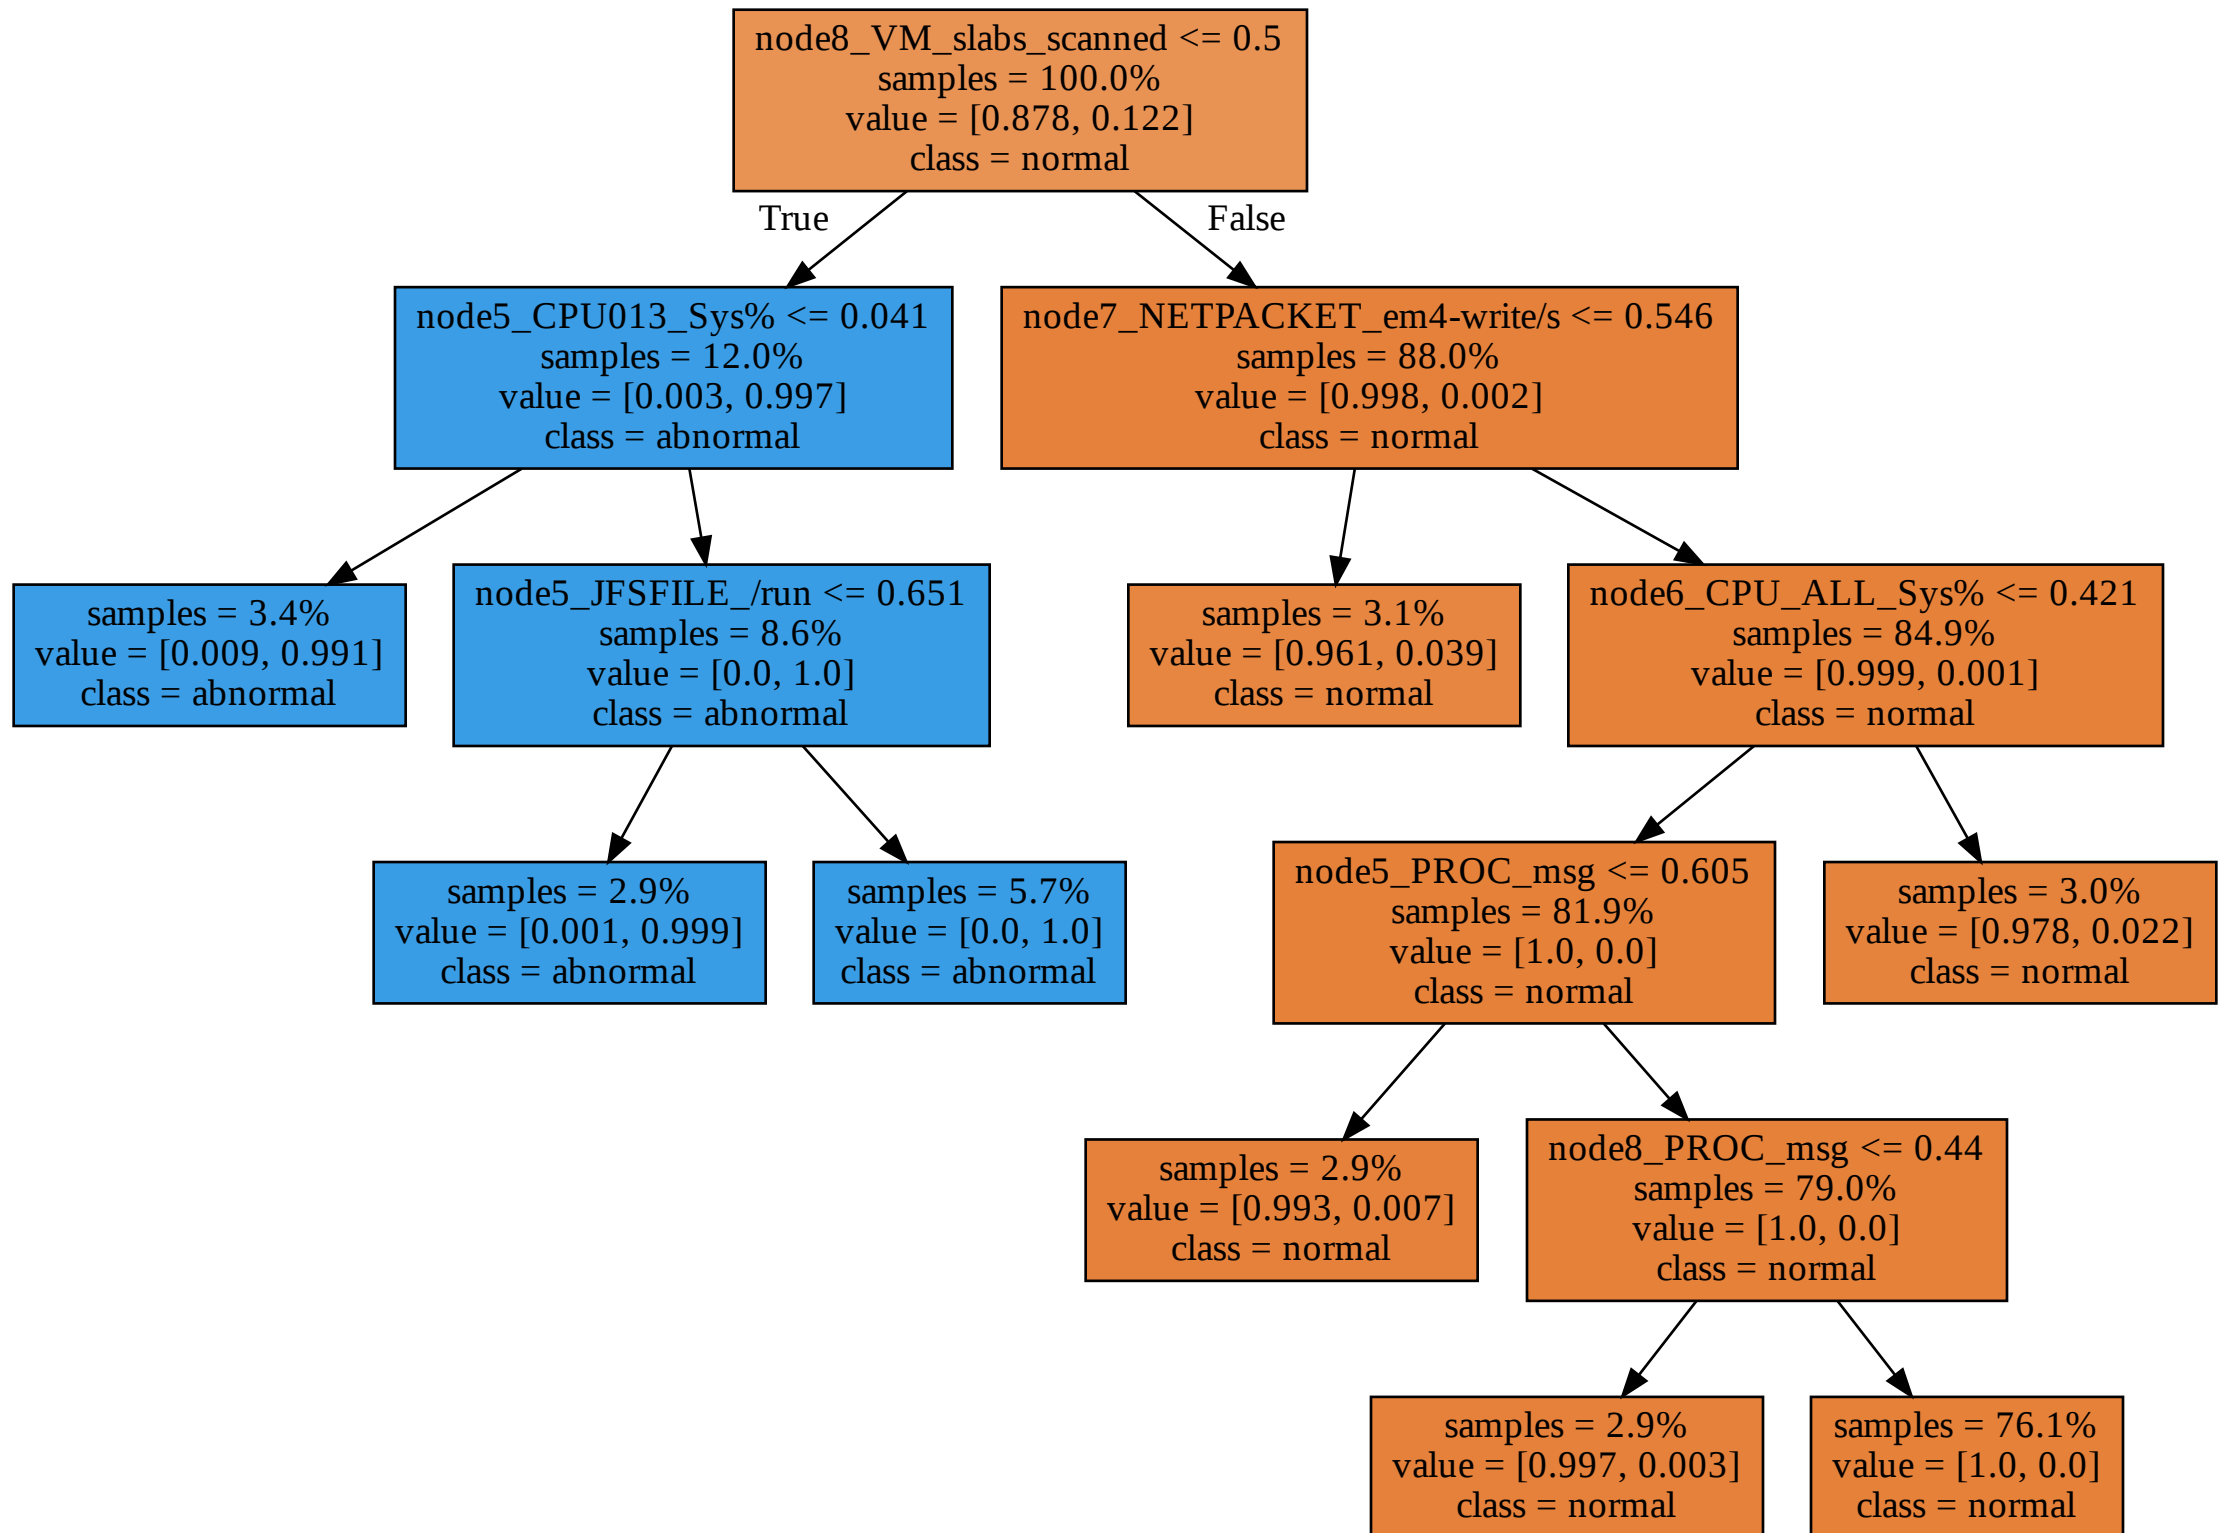 node8_VM_slabs_scanned <= 0.5
samples = 100.0%
value = [0.878, 0.122]
class = normal
True
False
node5_CPU013_Sys% <= 0.041
samples = 12.0%
value = [0.003, 0.997]
class = abnormal
node7_NETPACKET_em4-write/s <= 0.546
samples = 88.0%
value = [0.998, 0.002]
class = normal
samples = 3.4%
value = [0.009, 0.991]
class = abnormal
node5_JFSFILE_/run <= 0.651
samples = 8.6%
value = [0.0, 1.0]
class = abnormal
samples = 3.1%
value = [0.961, 0.039]
class = normal
node6_CPU_ALL_Sys% <= 0.421
samples = 84.9%
value = [0.999, 0.001]
class = normal
samples = 2.9%
value = [0.001, 0.999]
class = abnormal
samples = 5.7%
value = [0.0, 1.0]
class = abnormal
node5_PROC_msg <= 0.605
samples = 81.9%
value = [1.0, 0.0]
class = normal
samples = 3.0%
value = [0.978, 0.022]
class = normal
samples = 2.9%
value = [0.993, 0.007]
class = normal
node8_PROC_msg <= 0.44
samples = 79.0%
value = [1.0, 0.0]
class = normal
samples = 2.9%
value = [0.997, 0.003]
class = normal
samples = 76.1%
value = [1.0, 0.0]
class = normal